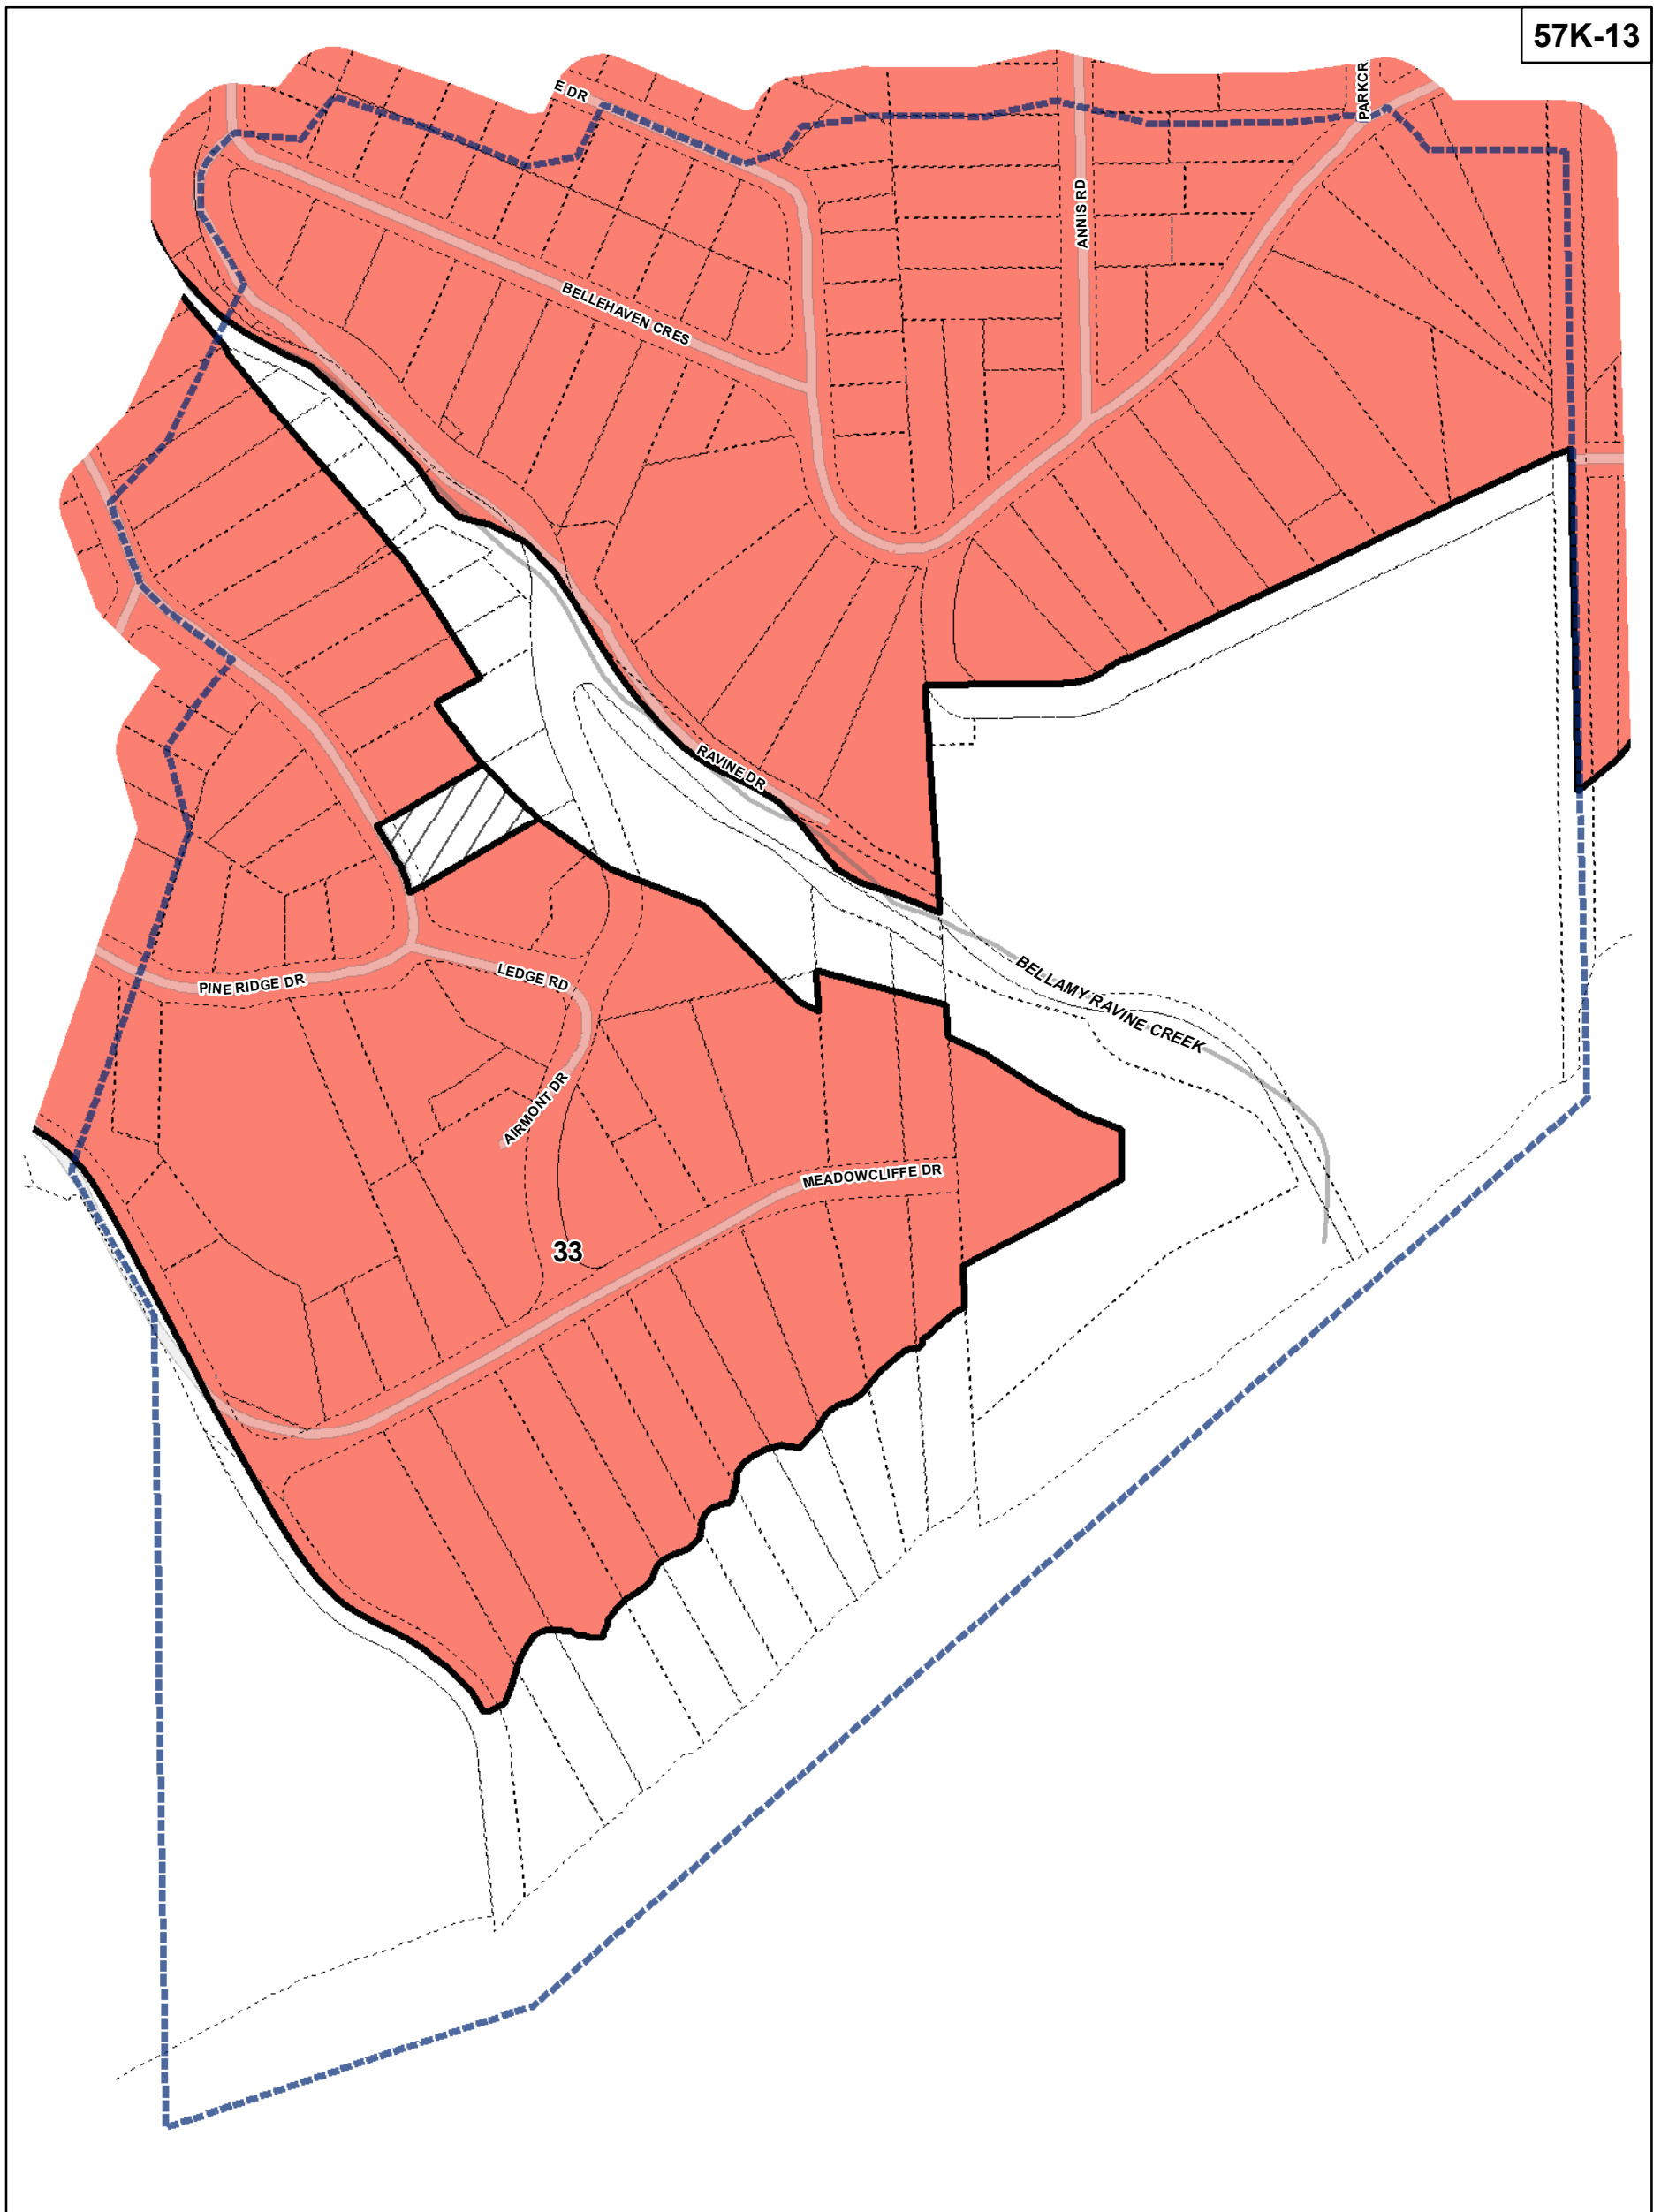 57K-13
E DR
PARKCR
ANNIS RD
BELLEHAVEN CRES
RAVINE DR
BELLAMY RAVINE CREEK
PINE RIDGE DR
LEDGE RD
AIRMONT DR
MEADOWCLIFFE DR
33